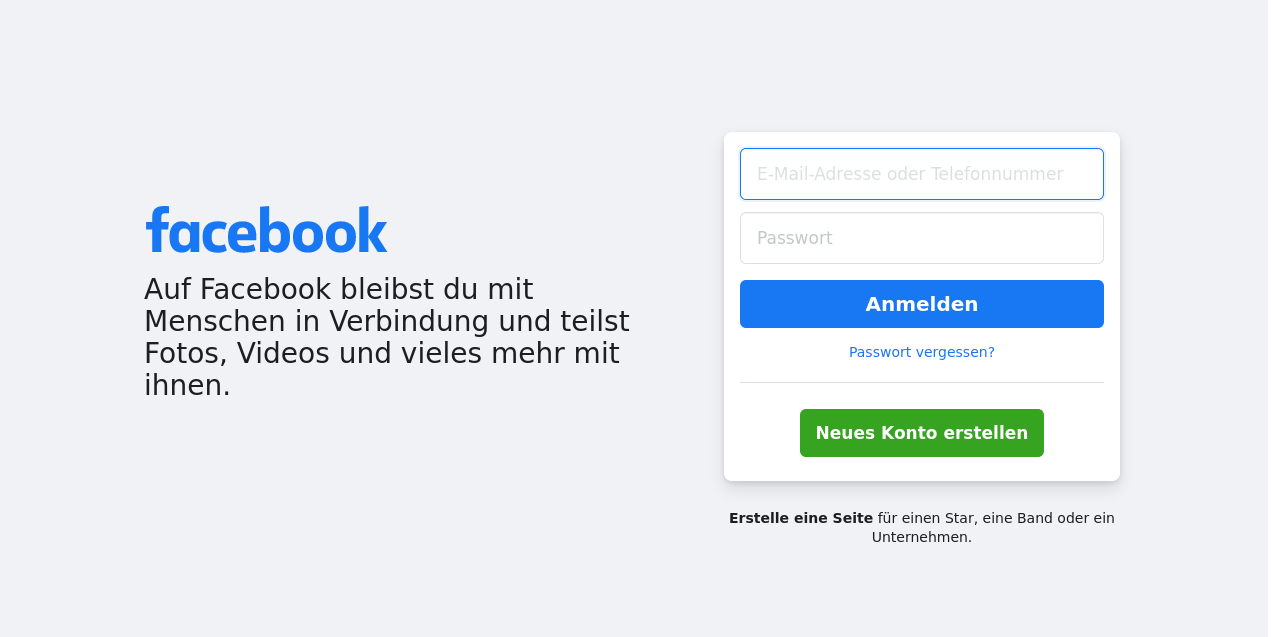 facebook
Auf Facebook bleibst du mit
Menschen in Verbindung und teilst
Fotos, Videos und vieles mehr mit
ihnen.
E-Mail-Adresse oder Telefonnummer
Passwort
Anmelden
Passwort vergessen?
Neues Konto erstellen
Erstelle eine Seite für einen Star, eine Band oder ein
Unternehmen.